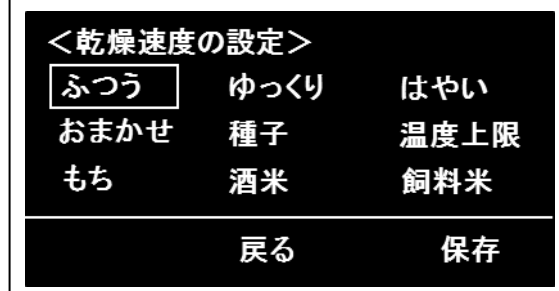 ＜乾燥速度の設定＞
ふつう ゆっくり はやい
おまかせ 種子 温度上限
もち 酒米 飼料米
戻る 保存